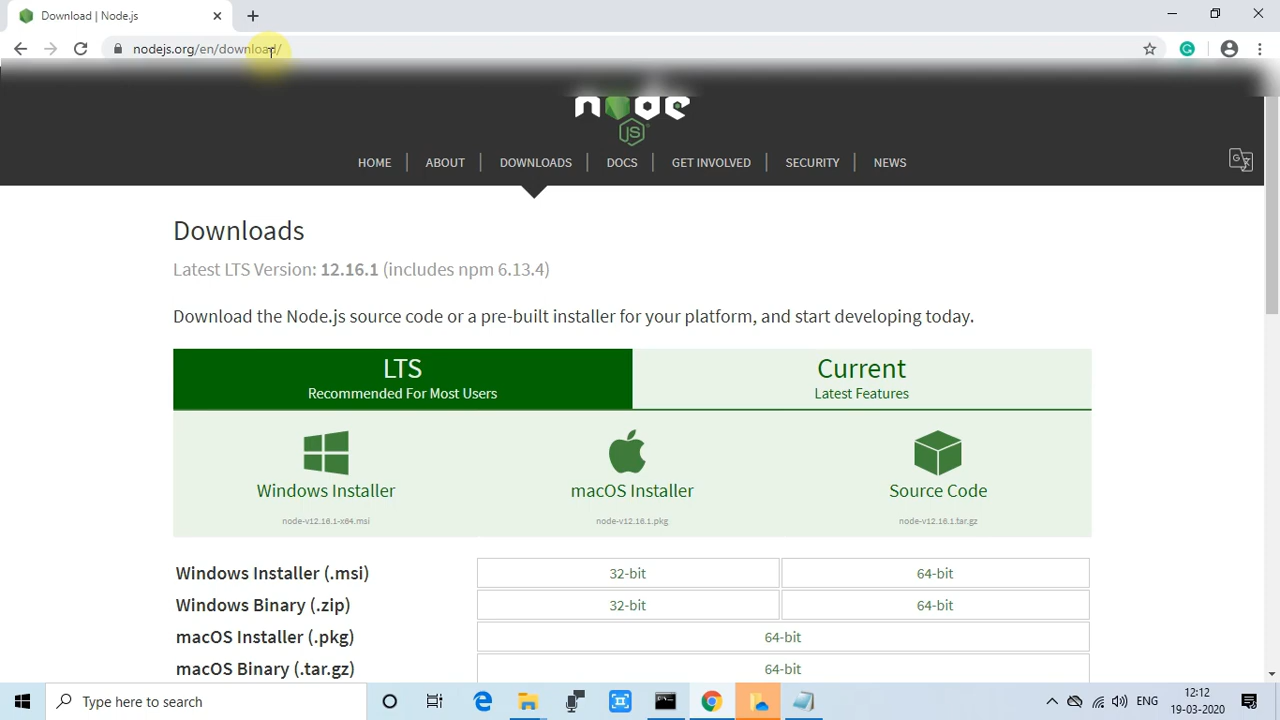 Download | Node.js
nodejs.org/en/download/
node
JS
HOME ABOUT DOWNLOADS DOCS GET INVOLVED SECURITY NEWS
Downloads
Latest LTS Version: 12.16.1 (includes npm 6.13.4)
Download the Node.js source code or a pre-built installer for your platform, and start developing today.
LTS
Recommended For Most Users
Current
Latest Features
Windows Installer
node-v12.16.1-x64.msi
macOS Installer
node-v12.16.1.pkg
Source Code
node-v12.16.1.tar.gz
Windows Installer (.msi) 32-bit 64-bit
Windows Binary (.zip) 32-bit 64-bit
macOS Installer (.pkg) 64-bit
macOS Binary (.tar.gz) 64-bit
Type here to search
ENG
12:12
19-03-2020